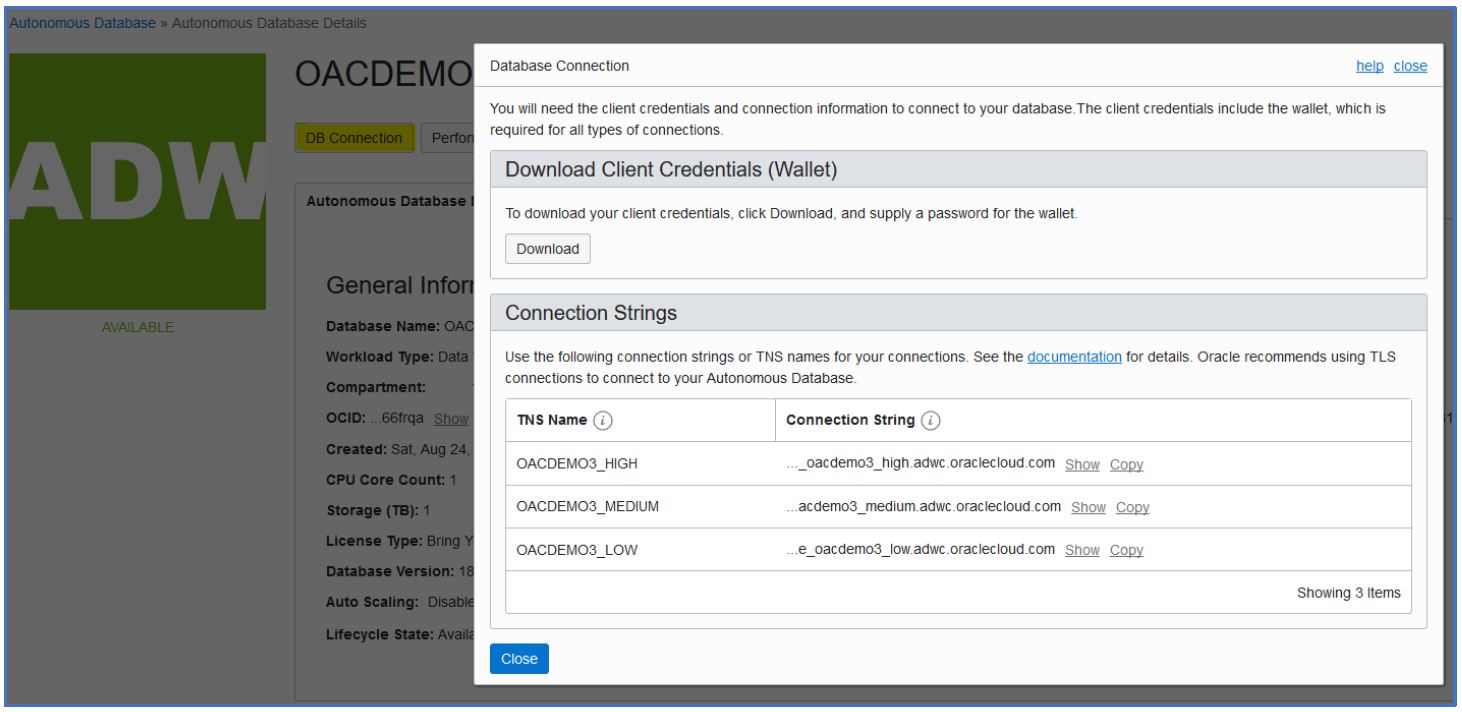 Autonomous Database » Autonomous Database Details
ADW
AVAILABLE
OACDEMO
DB Connection
Autonomous Database
General
Database Name: OAC
Workload Type: Data
Compartment:
OCID: ...66frqa Show
Created: Sat, Aug 24,
CPU Core Count: 1
Storage (TB): 1
License Type: Bring
Database Version: 18
Auto Scaling:
Lifecycle State:
Database Connection
help close
You will need the client credentials and connection information to connect to your database.The client credentials include the wallet, which is
required for all types of connections.
Download Client Credentials (Wallet)
To download your client credentials, click Download, and supply a password for the wallet.
Download
Connection Strings
Use the following connection strings or TNS names for your connections. See the documentation for details. Oracle recommends using TLS
connections to connect to your Autonomous Database.
TNS Name i Connection String i
OACDEMO3_HIGH ..._oacdemo3_high.adwc.oraclecloud.com Show Copy
OACDEMO3_MEDIUM ...acdemo3_medium.adwc.oraclecloud.com Show Copy
OACDEMO3_LOW ...e_oacdemo3_low.adwc.oraclecloud.com Show Copy
Showing 3 Items
Close